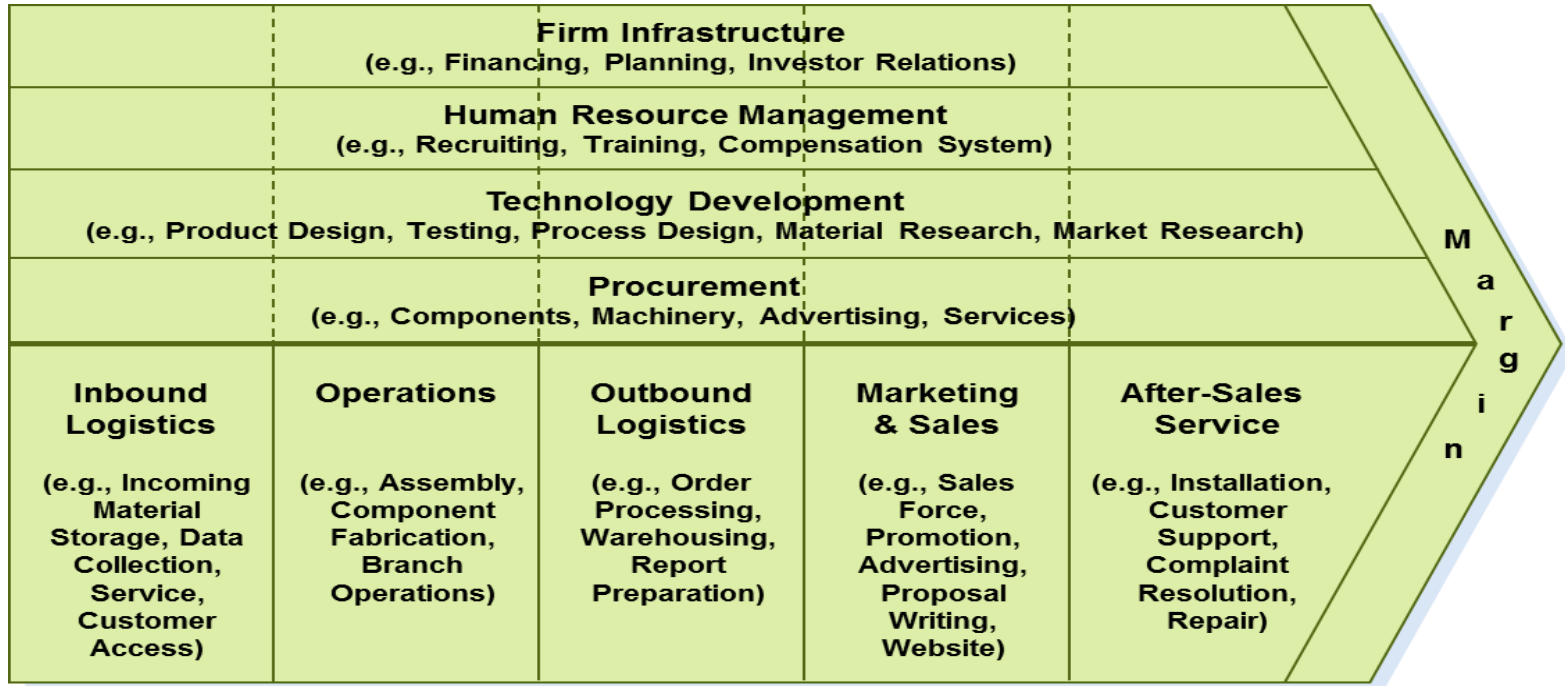 Firm Infrastructure
(e.g., Financing, Planning, Investor Relations)
Human Resource Management
(e.g., Recruiting, Training, Compensation System)
Technology Development
(e.g., Product Design, Testing, Process Design, Material Research, Market Research)
Procurement
(e.g., Components, Machinery, Advertising, Services)
Inbound
Logistics
(e.g., Incoming
Material
Storage, Data
Collection,
Service,
Customer
Access)
Operations
(e.g., Assembly,
Component
Fabrication,
Branch
Operations)
Outbound
Logistics
(e.g., Order
Processing,
Warehousing,
Report
Preparation)
Marketing
& Sales
(e.g., Sales
Force,
Promotion,
Advertising,
Proposal
Writing,
Website)
After-Sales
Service
(e.g., Installation,
Customer
Support,
Complaint
Resolution,
Repair)
Margin